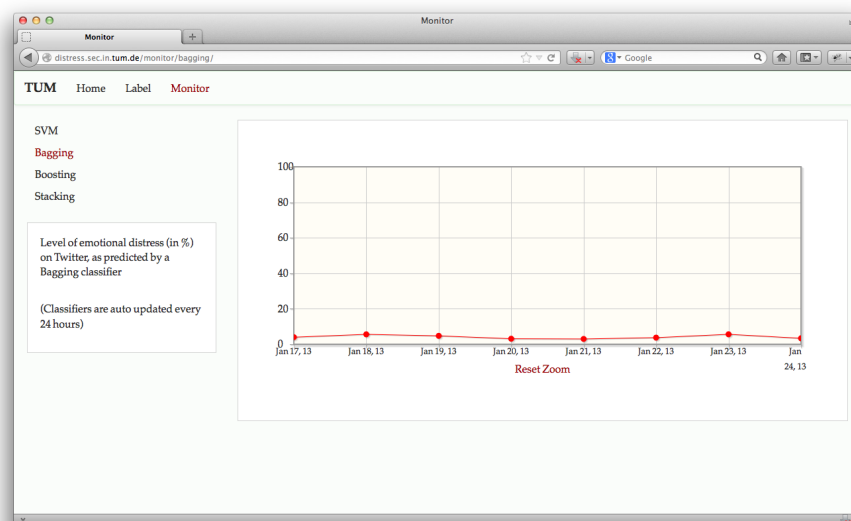 Monitor
Monitor
distress.sec.in.tum.de/monitor/bagging/
Google
TUM Home Label Monitor
SVM
Bagging
Boosting
Stacking
Level of emotional distress (in %)
on Twitter, as predicted by a
Bagging classifier
(Classifiers are auto updated every
24 hours)
100
80
60
40
20
0
Jan 17, 13 Jan 18, 13 Jan 19, 13 Jan 20, 13 Jan 21, 13 Jan 22, 13 Jan 23, 13 Jan
24, 13
Reset Zoom